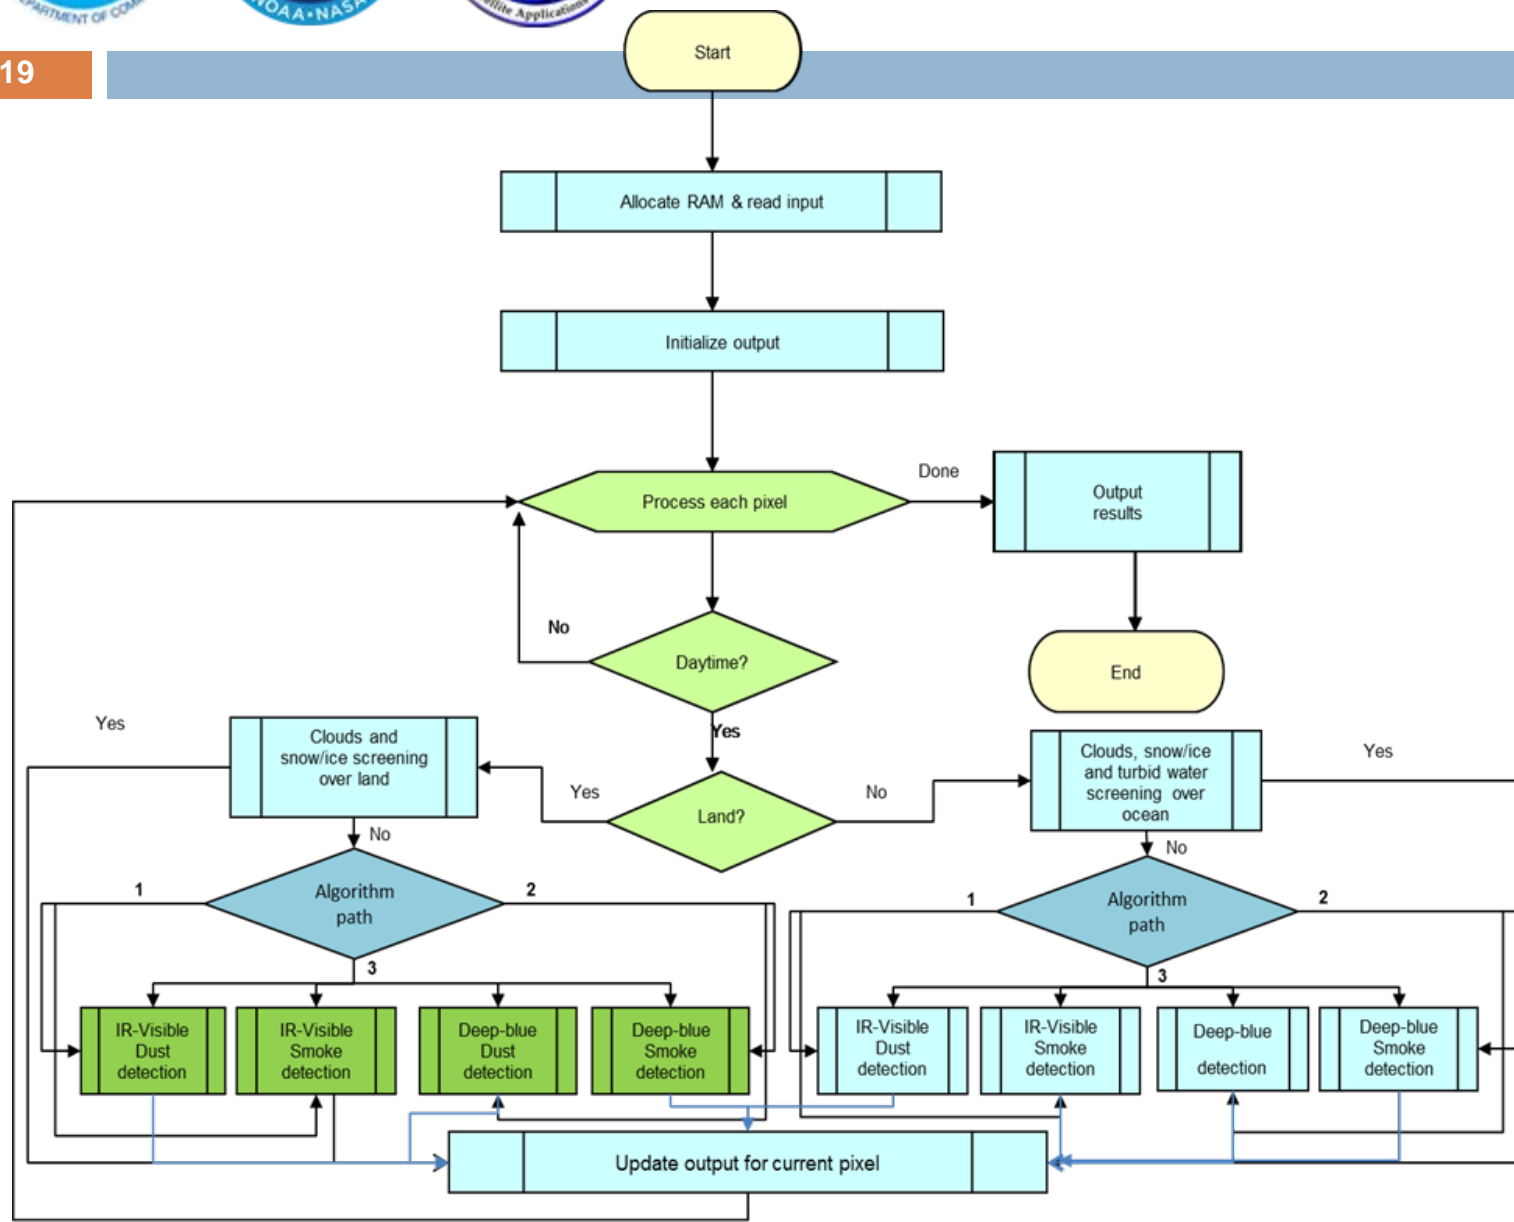 NOAA • NASA
Satellite Applications
19
Start
Allocate RAM & read input
Initialize output
Process each pixel
Done
Output
results
No
Daytime?
End
Yes
Yes
Clouds and
snow/ice screening
over land
Yes
Land?
No
Clouds, snow/ice
and turbid water
screening over
ocean
Yes
No
No
1
Algorithm
path
2
3
1
Algorithm
path
2
3
IR-Visible
Dust
detection
IR-Visible
Smoke
detection
Deep-blue
Dust
detection
Deep-blue
Smoke
detection
IR-Visible
Dust
detection
IR-Visible
Smoke
detection
Deep-blue
detection
Deep-blue
Smoke
detection
Update output for current pixel